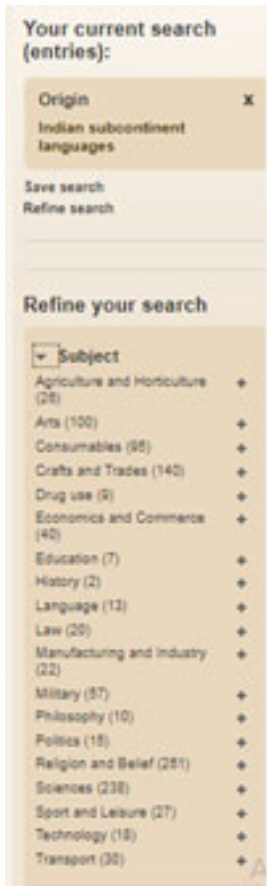 Your current search
(entries):
Origin X
Indian subcontinent
languages
Save search
Refine search
Refine your search
Subject
Agriculture and Horticulture
(26) +
Arts (100) +
Consumables (95) +
Crafts and Trades (140) +
Drug use (9) +
Economics and Commerce
(40) +
Education (7) +
History (2) +
Language (13) +
Law (20) +
Manufacturing and Industry
(22) +
Military (57) +
Philosophy (10) +
Politics (15) +
Religion and Belief (251) +
Sciences (238) +
Sport and Leisure (27) +
Technology (18) +
Transport (30) +